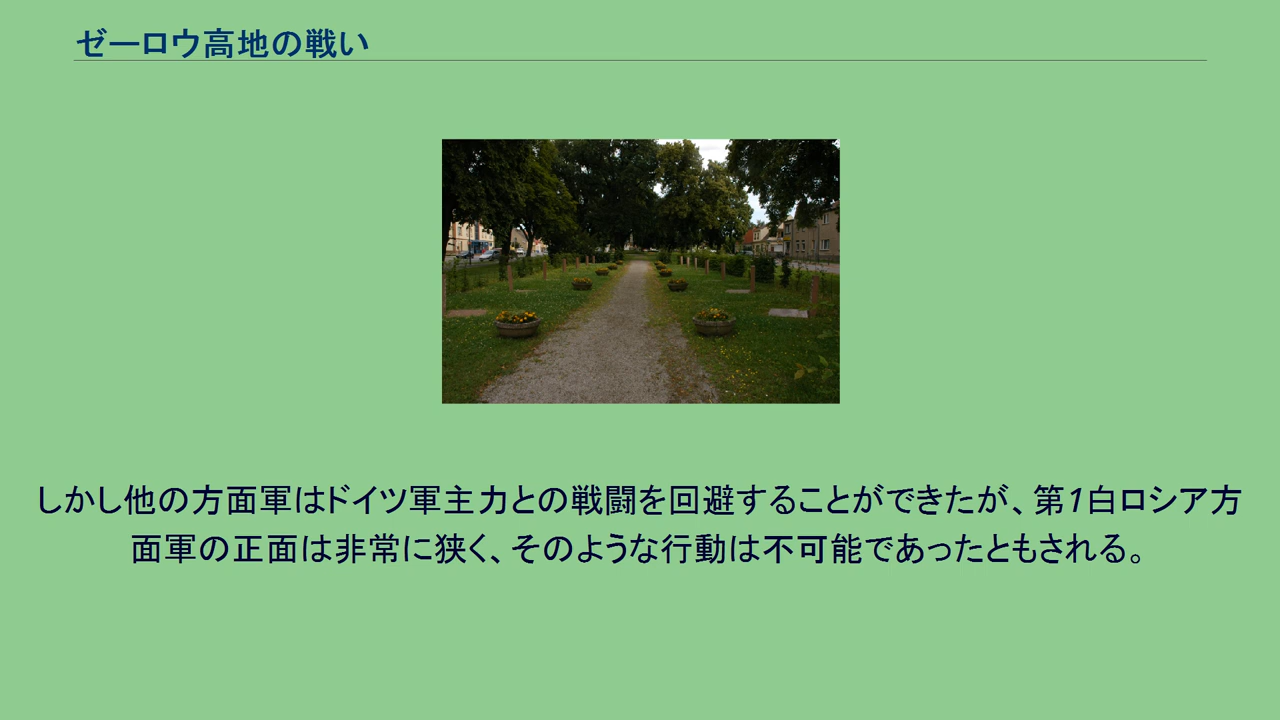 ゼーロウ高地の戦い
しかし他の方面軍はドイツ軍主力との戦闘を回避することができたが、第1白ロシア方
面軍の正面は非常に狭く、そのような行動は不可能であったともされる。